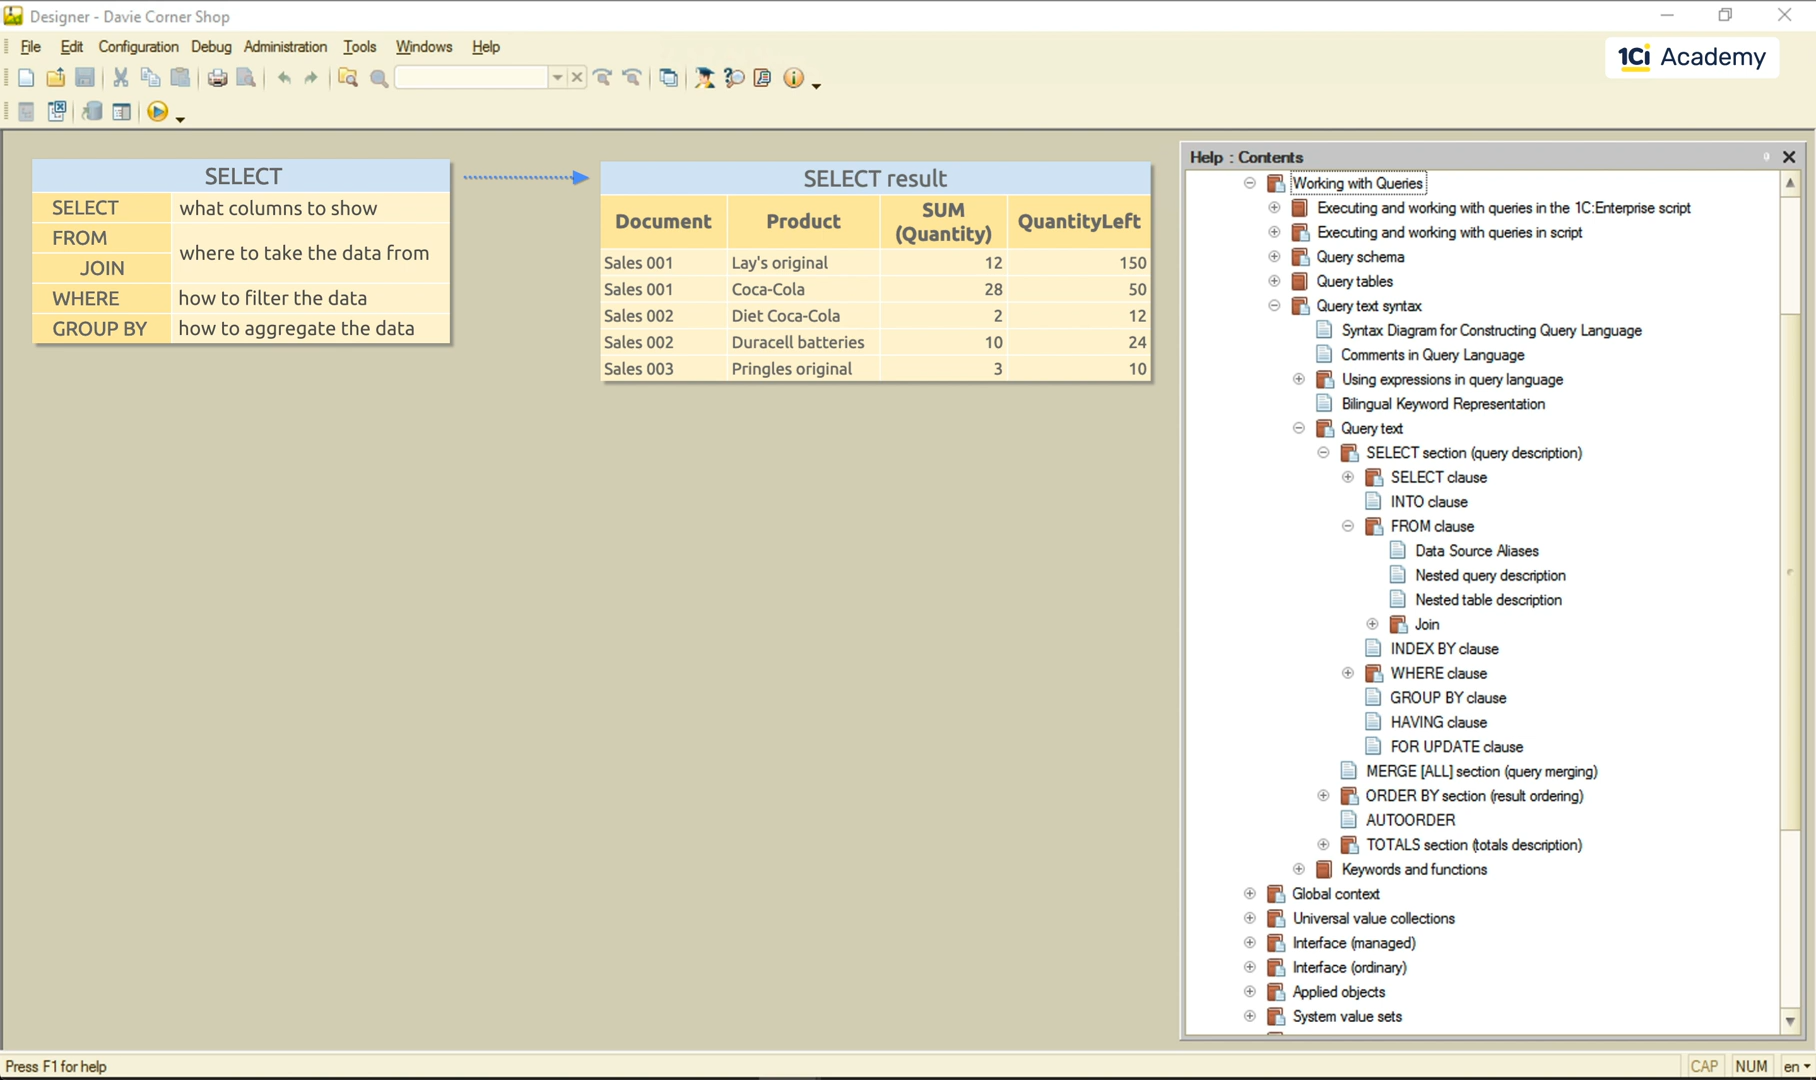 Designer - Davie Corner Shop
File Edit Configuration Debug Administration Tools Windows Help
1Ci Academy
SELECT
SELECT what columns to show
FROM
where to take the data from
JOIN
WHERE how to filter the data
GROUP BY how to aggregate the data
SELECT result
Document Product SUM (Quantity) QuantityLeft
Sales 001 Lay's original 12 150
Sales 001 Coca-Cola 28 50
Sales 002 Diet Coca-Cola 2 12
Sales 002 Duracell batteries 10 24
Sales 003 Pringles original 3 10
Help : Contents
Working with Queries
Executing and working with queries in the 1C:Enterprise script
Executing and working with queries in script
Query schema
Query tables
Query text syntax
Syntax Diagram for Constructing Query Language
Comments in Query Language
Using expressions in query language
Bilingual Keyword Representation
Query text
SELECT section (query description)
SELECT clause
INTO clause
FROM clause
Data Source Aliases
Nested query description
Nested table description
Join
INDEX BY clause
WHERE clause
GROUP BY clause
HAVING clause
FOR UPDATE clause
MERGE [ALL] section (query merging)
ORDER BY section (result ordering)
AUTOORDER
TOTALS section (totals description)
Keywords and functions
Global context
Universal value collections
Interface (managed)
Interface (ordinary)
Applied objects
System value sets
Press F1 for help
CAP NUM en